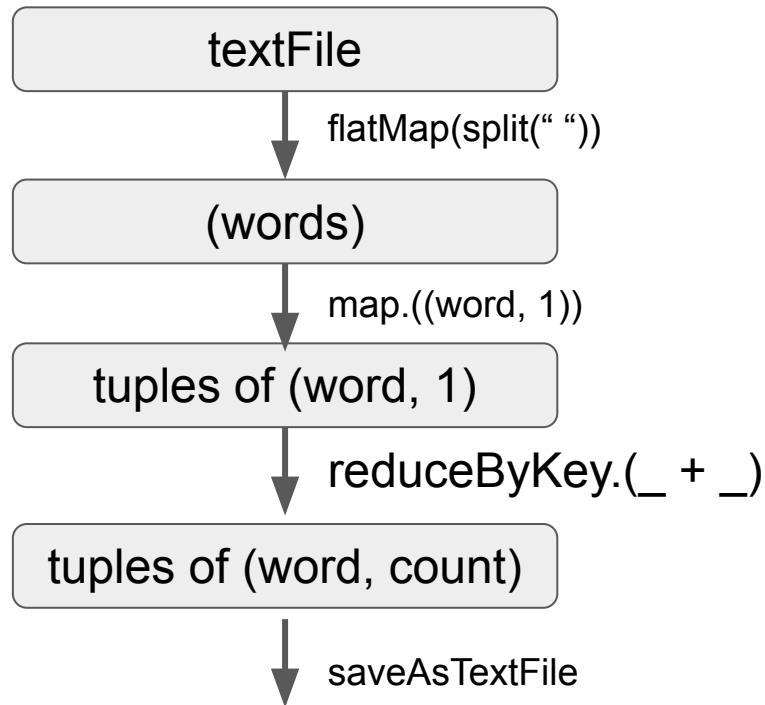 textFile
flatMap(split(“ “))
(words)
map.((word, 1))
tuples of (word, 1)
reduceByKey.(_ + _)
tuples of (word, count)
saveAsTextFile